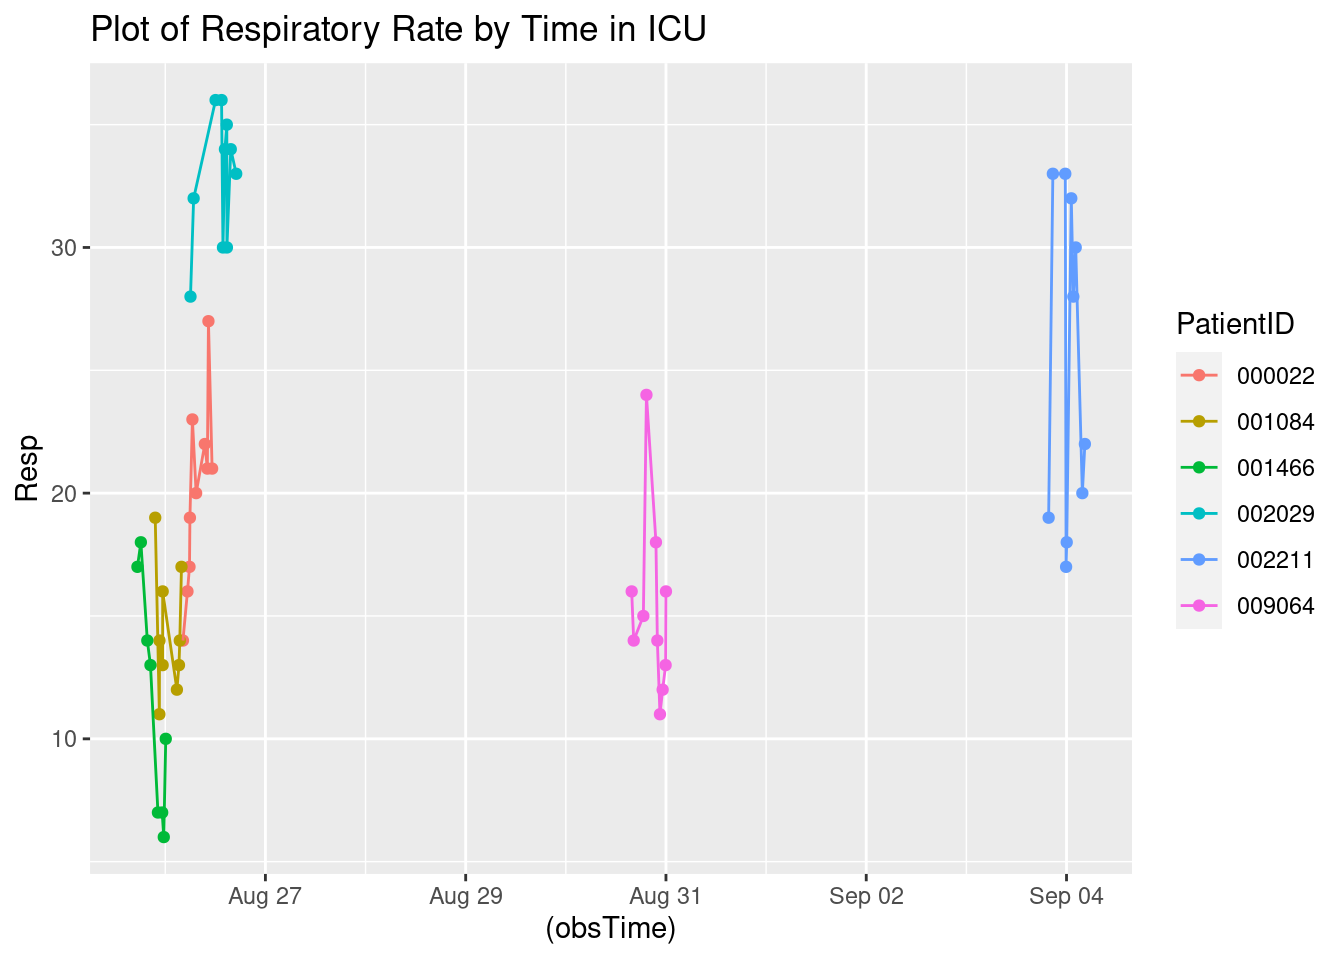 Plot of Respiratory Rate by Time in ICU
30
20
10
Resp
Aug 27
Aug 29
Aug 31
Sep 02
Sep 04
(obsTime)
PatientID
000022
001084
001466
002029
002211
009064